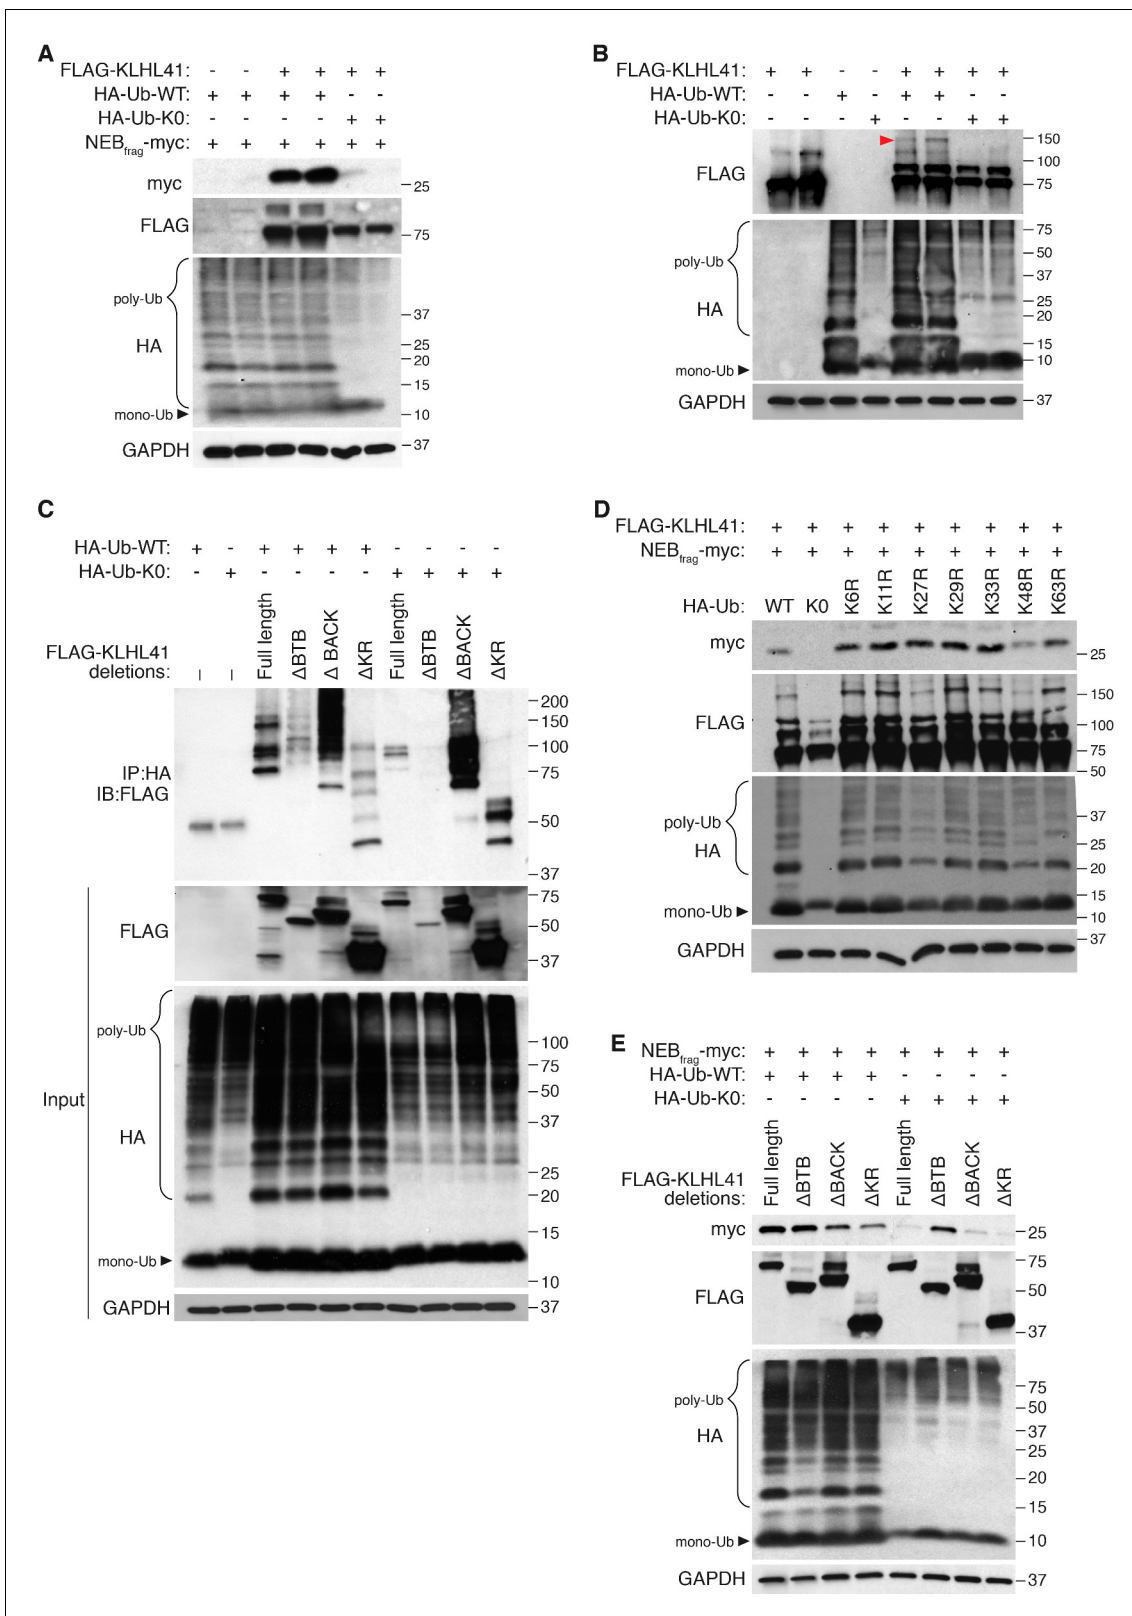 A
FLAG-KLHL41: - - + + + +
HA-Ub-WT: + + + + - -
HA-Ub-K0: - - - - + +
NEBfrag-myc: + + + + + +
myc
25
FLAG
75
poly-Ub
HA
mono-Ub
37
25
20
15
10
GAPDH
37
B
FLAG-KLHL41: + + - - + + + +
HA-Ub-WT: - - + - + + - -
HA-Ub-K0: - - - + - - + +
FLAG
150
100
75
poly-Ub
HA
mono-Ub
75
50
37
25
20
15
10
GAPDH
37
C
HA-Ub-WT: + - + + + + - - - -
HA-Ub-K0: - + - - - - + + + +
FLAG-KLHL41
deletions: – – Full length ΔBTB Δ BACK ΔKR Full length ΔBTB ΔBACK ΔKR
IP:HA
IB:FLAG
200
150
100
75
50
37
Input
FLAG
75
50
37
poly-Ub
HA
mono-Ub
100
75
50
37
25
20
15
10
GAPDH
37
D
FLAG-KLHL41: + + + + + + + + +
NEBfrag-myc: + + + + + + + + +
HA-Ub: WT K0 K6R K11R K27R K29R K33R K48R K63R
myc
25
FLAG
150
100
75
50
poly-Ub
HA
mono-Ub
37
25
20
15
10
GAPDH
37
E
NEBfrag-myc: + + + + + + + +
HA-Ub-WT: + + + + - - - -
HA-Ub-K0: - - - - + + + +
FLAG-KLHL41
deletions: Full length ΔBTB ΔBACK ΔKR Full length ΔBTB ΔBACK ΔKR
myc
25
FLAG
75
50
37
poly-Ub
HA
mono-Ub
75
50
37
25
20
15
10
GAPDH
37